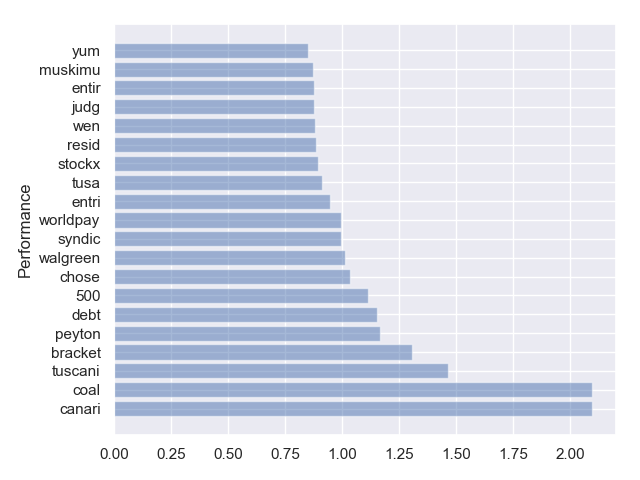 yum
muskimu
entir
judg
wen
resid
stockx
tusa
entri
worldpay
syndic
walgreen
chose
500
debt
peyton
bracket
tuscani
coal
canari
Performance
0.00 0.25 0.50 0.75 1.00 1.25 1.50 1.75 2.00